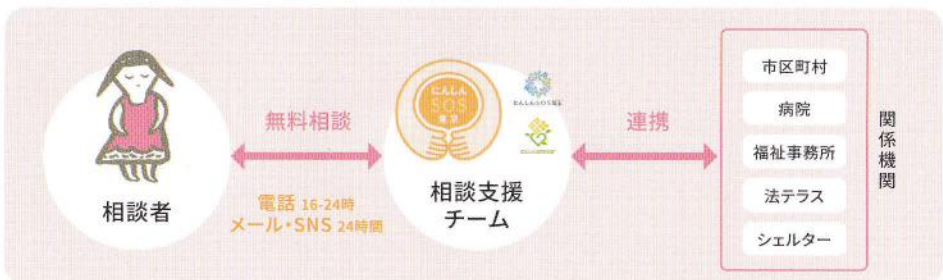 相談者
無料相談
電話 16-24時
メール・SNS 24時間
にんしん
SOS
東京
相談支援
チーム
連携
市区町村
病院
福祉事務所
法テラス
シェルター
関係機関